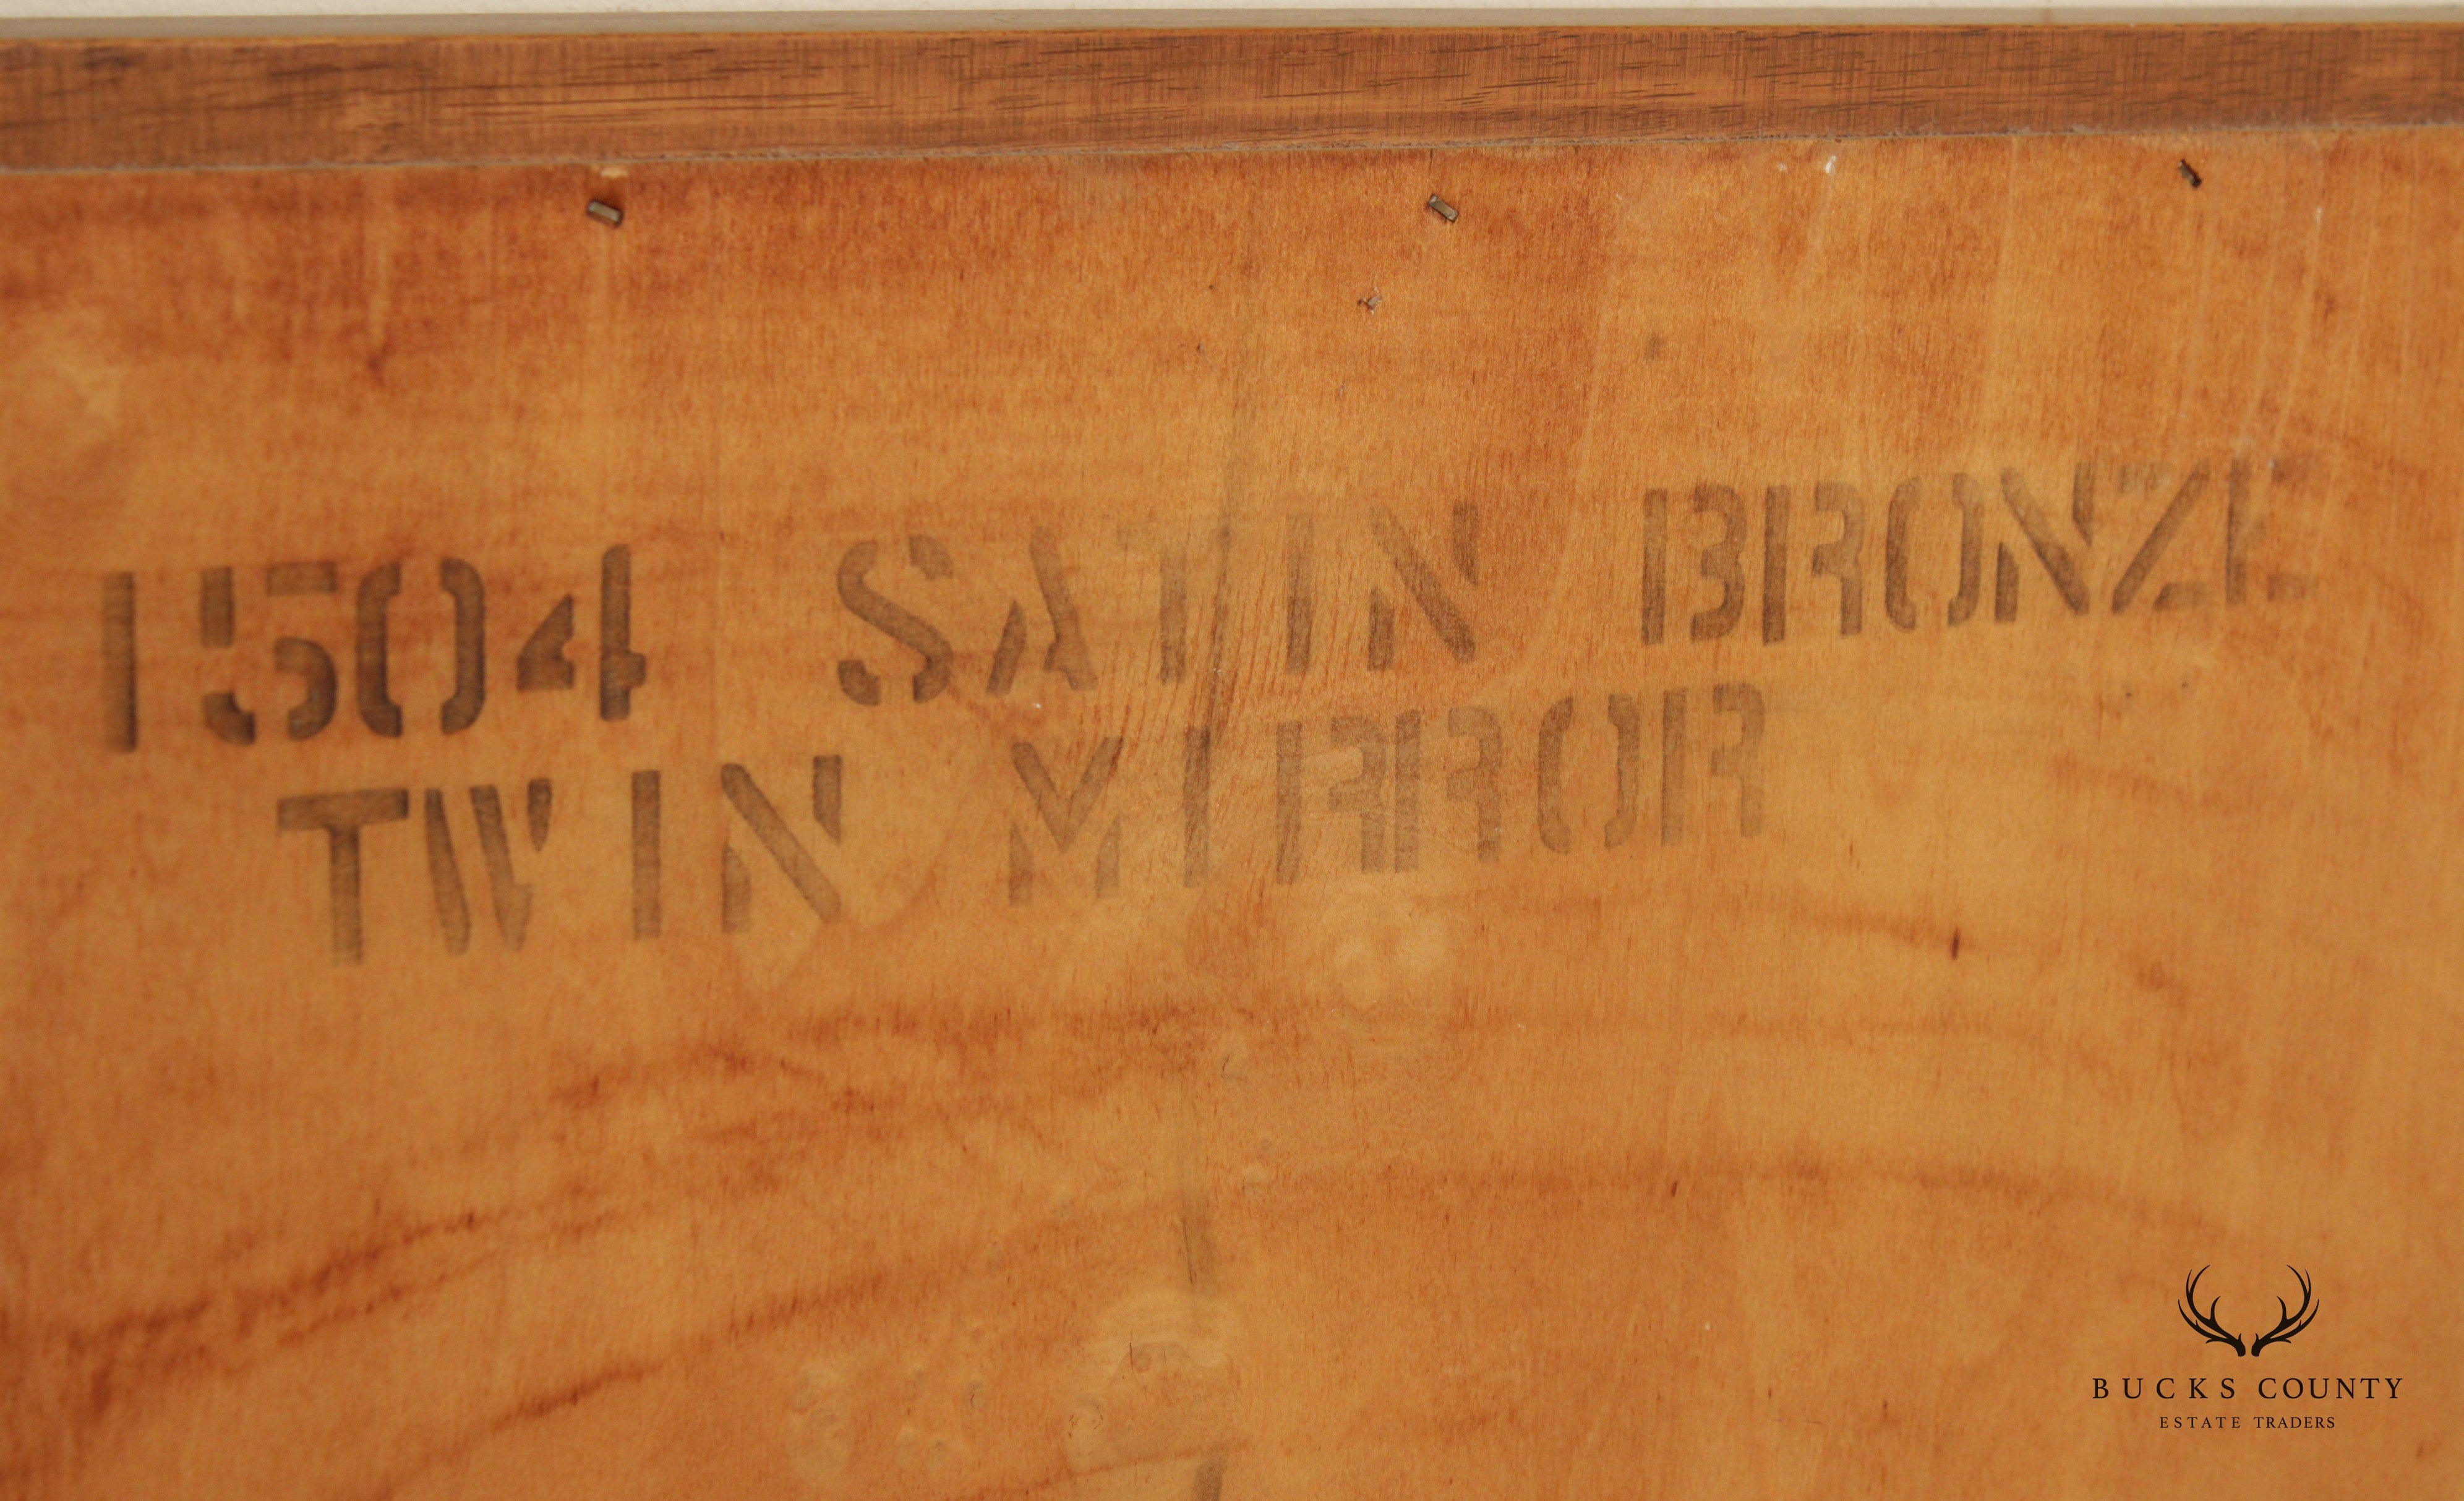 1504 SATIN BRONZE
TWIN MIRROR
BUCKS COUNTY
ESTATE TRADERS